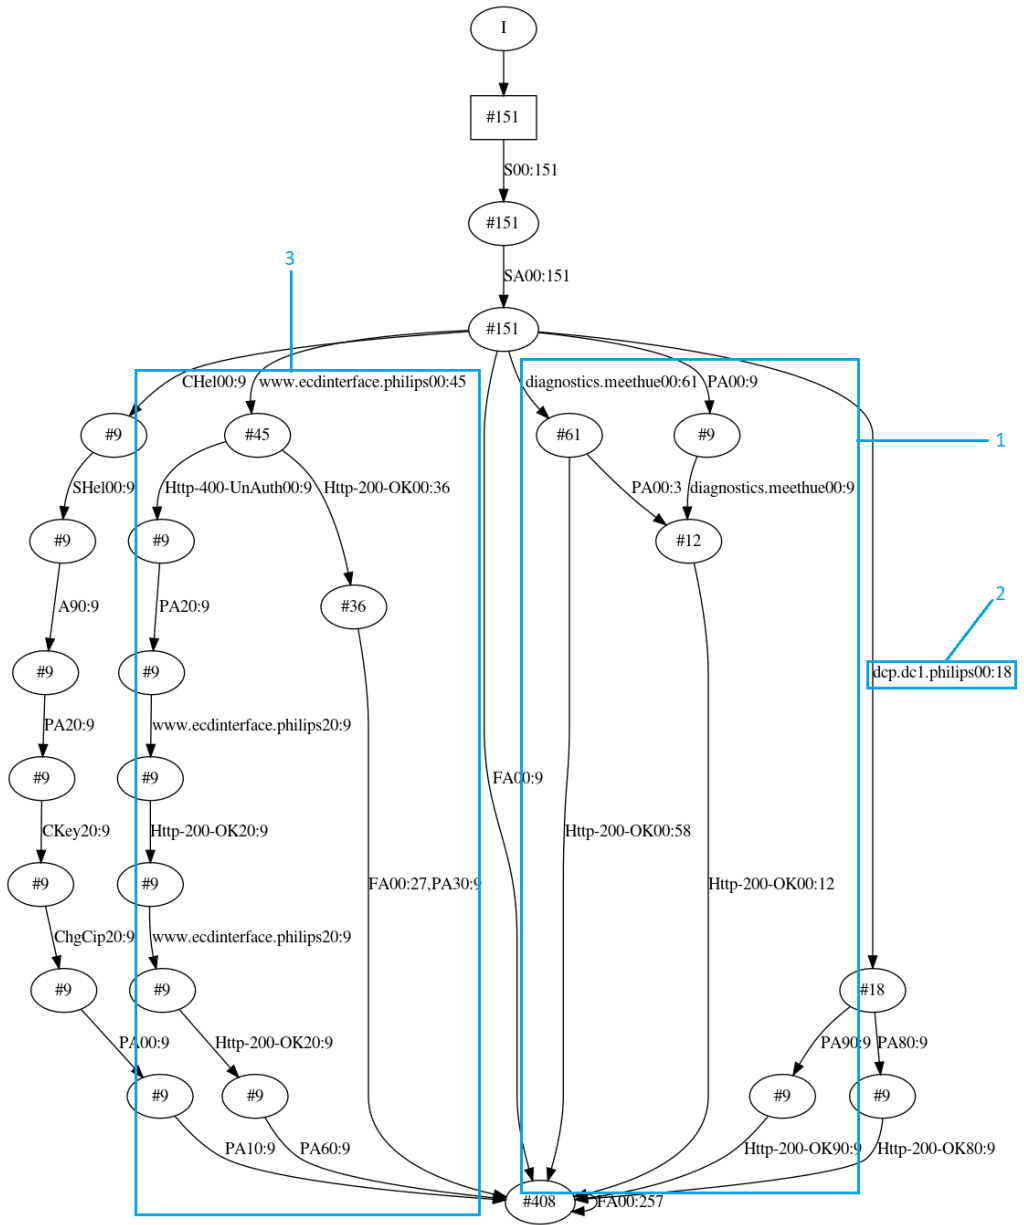 I
#151
S00:151
#151
SA00:151
3
#151
CHel00:9
www.ecdinterface.philips00:45
diagnostics.meethue00:61
PA00:9
#9
#45
#61
#9
1
SHel00:9
Http-400-UnAuth00:9
Http-200-OK00:36
PA00:3
diagnostics.meethue00:9
#9
#9
#12
2
A90:9
PA20:9
#36
#9
#9
dcp.dc1.philips00:18
PA20:9
www.ecdinterface.philips20:9
#9
#9
FA00:9
CKey20:9
Http-200-OK20:9
Http-200-OK00:58
#9
#9
FA00:27,PA30:9
Http-200-OK00:12
ChgCip20:9
www.ecdinterface.philips20:9
#9
#9
#18
PA00:9
Http-200-OK20:9
PA90:9
PA80:9
#9
#9
#9
#9
PA10:9
PA60:9
Http-200-OK90:9
Http-200-OK80:9
#408
FA00:257